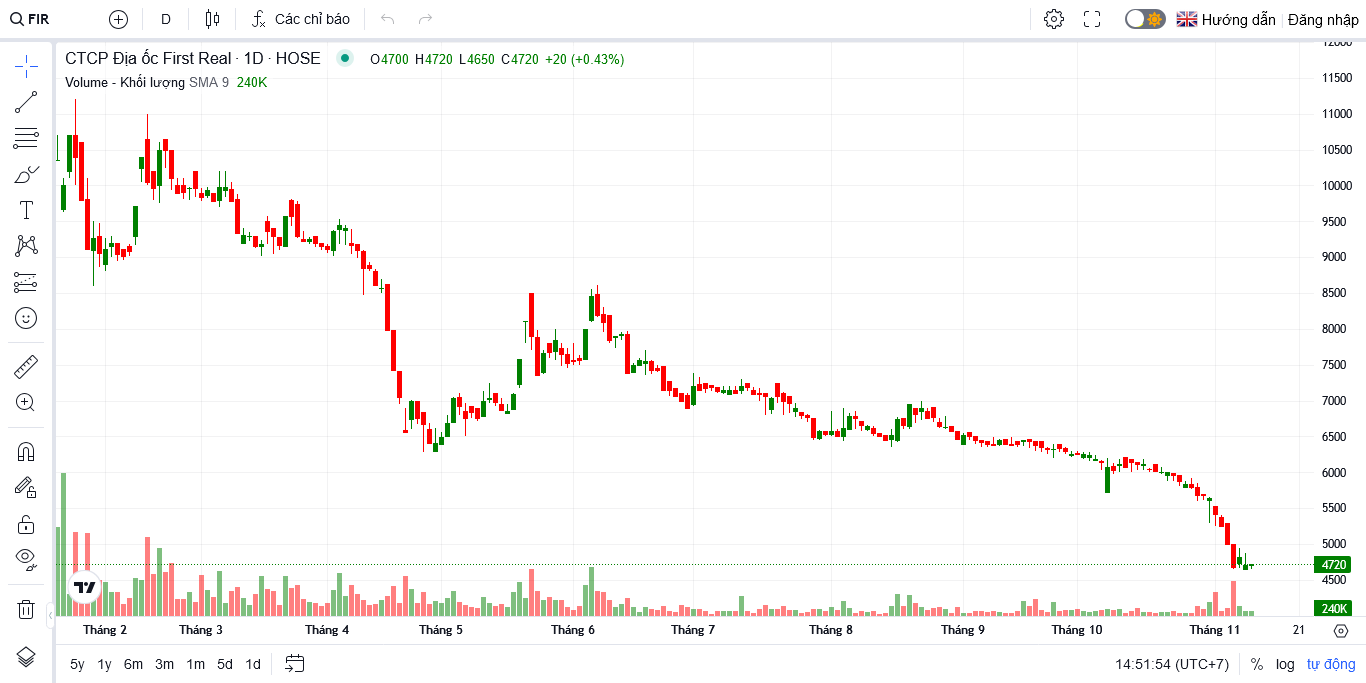 FIR D Các chỉ báo Hướng dẫn Đăng nhập
CTCP Địa ốc First Real · 1D · HOSE O4700 H4720 L4650 C4720 +20 (+0.43%)
Volume - Khối lượng SMA 9 240K
12000
11500
11000
10500
10000
9500
9000
8500
8000
7500
7000
6500
6000
5500
5000
4720
4500
240K
Tháng 2 Tháng 3 Tháng 4 Tháng 5 Tháng 6 Tháng 7 Tháng 8 Tháng 9 Tháng 10 Tháng 11 21
5y 1y 6m 3m 1m 5d 1d 14:51:54 (UTC+7) % log tự động